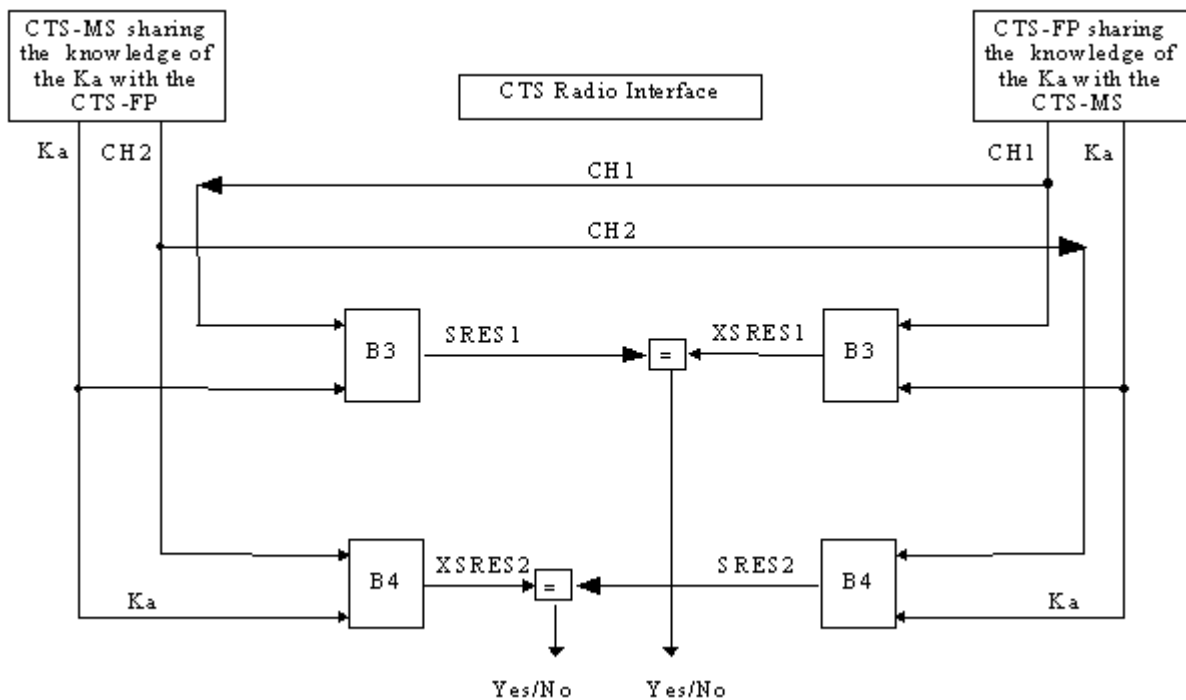 CTS-MS sharing
the knowledge of
the Ka with the
CTS-FP
CTS-FP sharing
the knowledge of
the Ka with the
CTS-MS
CTS Radio Interface
Ka
CH2
CH1
Ka
CH1
CH2
B3
SRES1
=
XSRES1
B3
B4
XSRES2
=
SRES2
B4
Ka
Ka
Yes/No
Yes/No